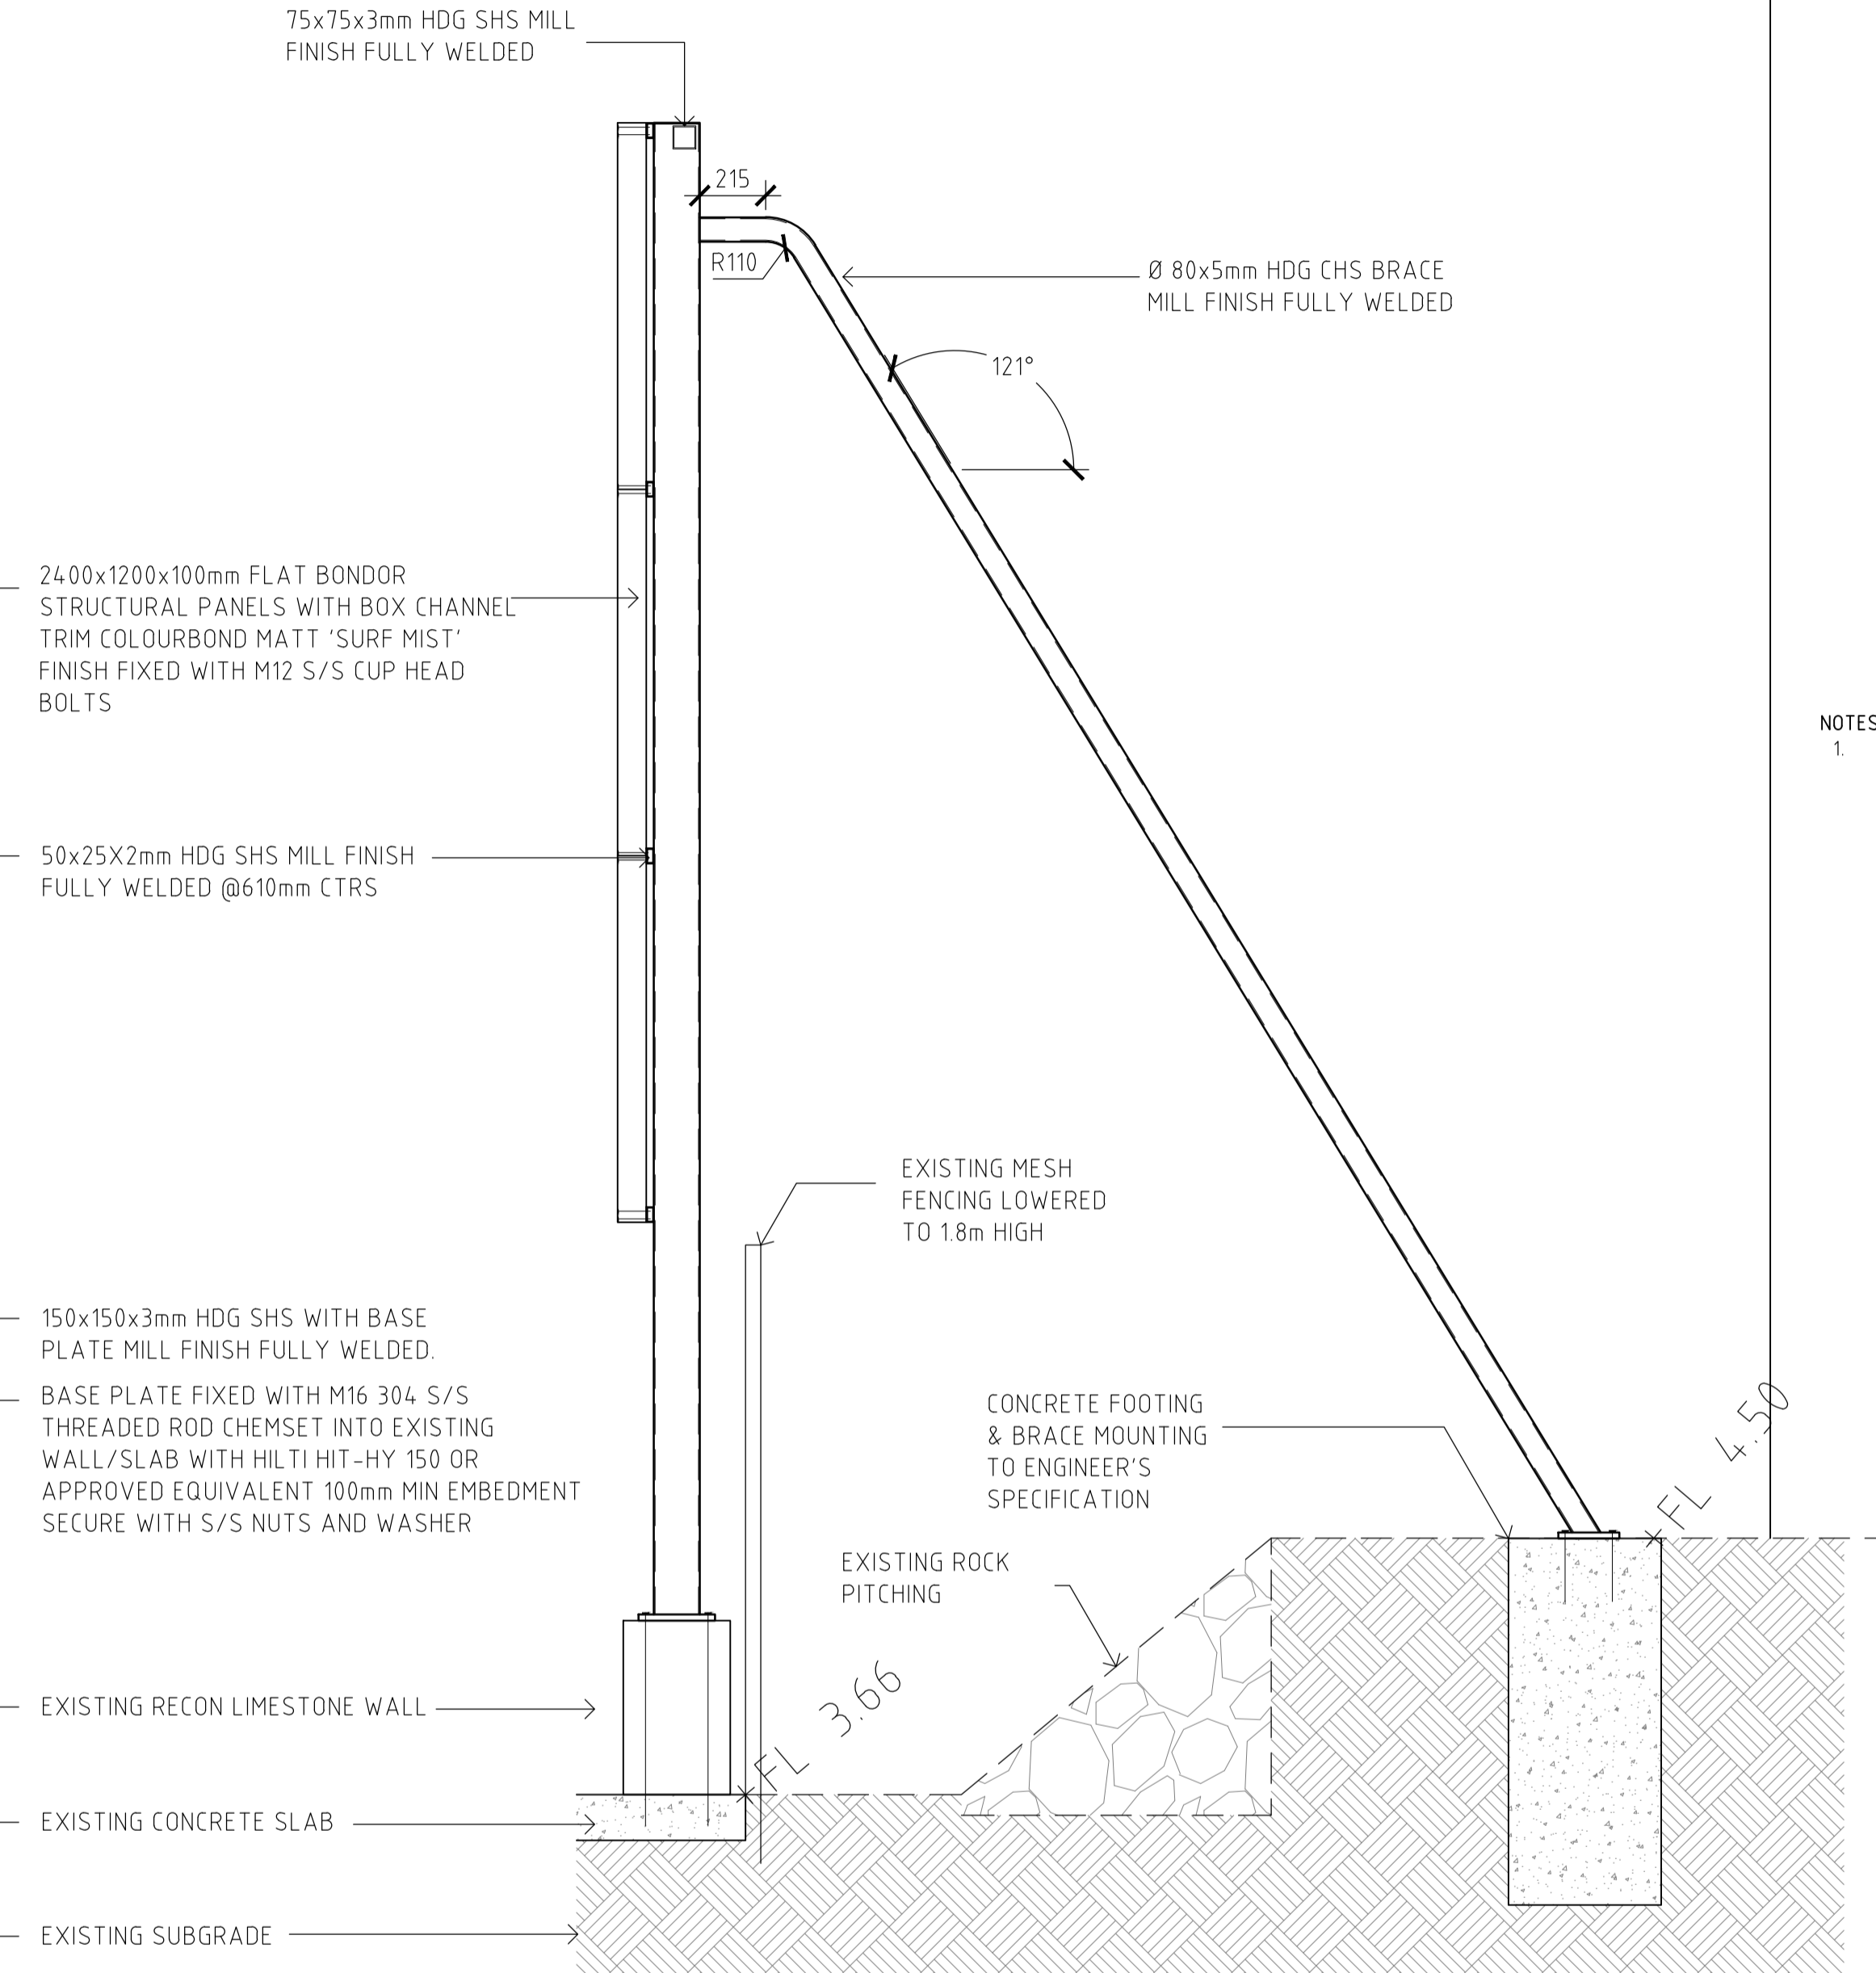 75x75x3mm HDG SHS MILL
FINISH FULLY WELDED
215
R110
Ø 80x5mm HDG CHS BRACE
MILL FINISH FULLY WELDED
121°
2400x1200x100mm FLAT BONDOR
STRUCTURAL PANELS WITH BOX CHANNEL
TRIM COLOURBOND MATT 'SURF MIST'
FINISH FIXED WITH M12 S/S CUP HEAD
BOLTS
NOTES
1.
50x25X2mm HDG SHS MILL FINISH
FULLY WELDED @610mm CTRS
EXISTING MESH
FENCING LOWERED
TO 1.8m HIGH
150x150x3mm HDG SHS WITH BASE
PLATE MILL FINISH FULLY WELDED.
BASE PLATE FIXED WITH M16 304 S/S
THREADED ROD CHEMSET INTO EXISTING
WALL/SLAB WITH HILTI HIT-HY 150 OR
APPROVED EQUIVALENT 100mm MIN EMBEDMENT
SECURE WITH S/S NUTS AND WASHER
CONCRETE FOOTING
& BRACE MOUNTING
TO ENGINEER'S
SPECIFICATION
FL 4.50
EXISTING ROCK
PITCHING
FL 3.66
EXISTING RECON LIMESTONE WALL
EXISTING CONCRETE SLAB
EXISTING SUBGRADE